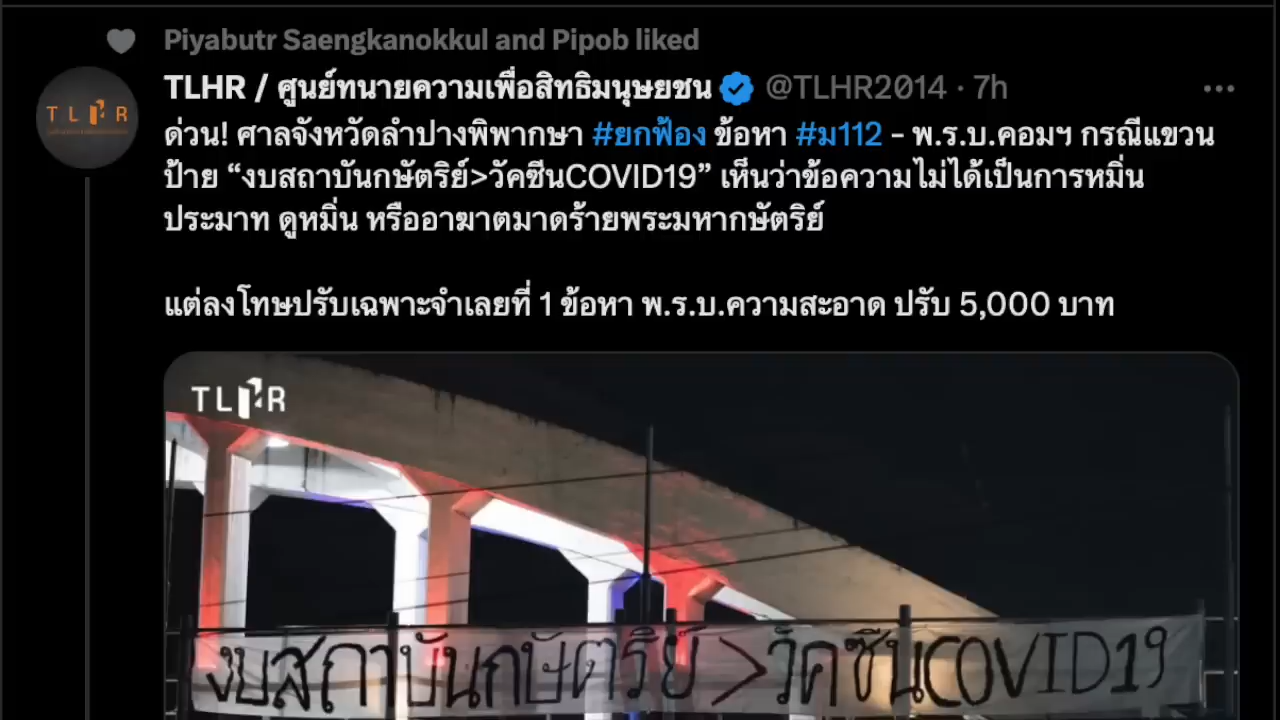 Piyabutr Saengkanokkul and Pipob liked
TLHR / ศูนย์ทนายความเพื่อสิทธิมนุษยชน @TLHR2014 · 7h
ด่วน! ศาลจังหวัดลำปางพิพากษา #ยกฟ้อง ข้อหา #ม112 - พ.ร.บ.คอมฯ กรณีแขวน
ป้าย “งบสถาบันกษัตริย์>วัคซีนCOVID19” เห็นว่าข้อความไม่ได้เป็นการหมิ่น
ประมาท ดูหมิ่น หรืออาฆาตมาดร้ายพระมหากษัตริย์
แต่ลงโทษปรับเฉพาะจำเลยที่ 1 ข้อหา พ.ร.บ.ความสะอาด ปรับ 5,000 บาท
TLHR
TLHR
งบสถาบันกษัตริย์>วัคซีนCOVID19